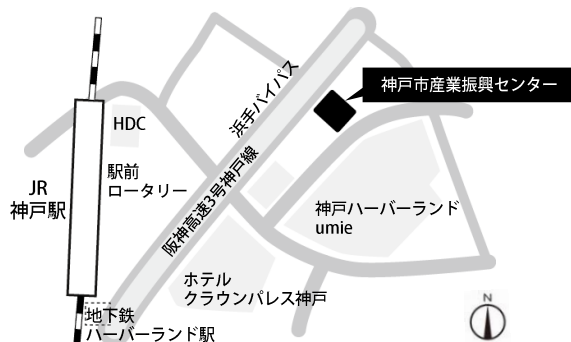 神戸市産業振興センター
浜手バイパス
HDC
阪神高速3号神戸線
駅前
ロータリー
JR
神戸駅
神戸ハーバーランド
umie
ホテル
クラウンパレス神戸
地下鉄
ハーバーランド駅
N